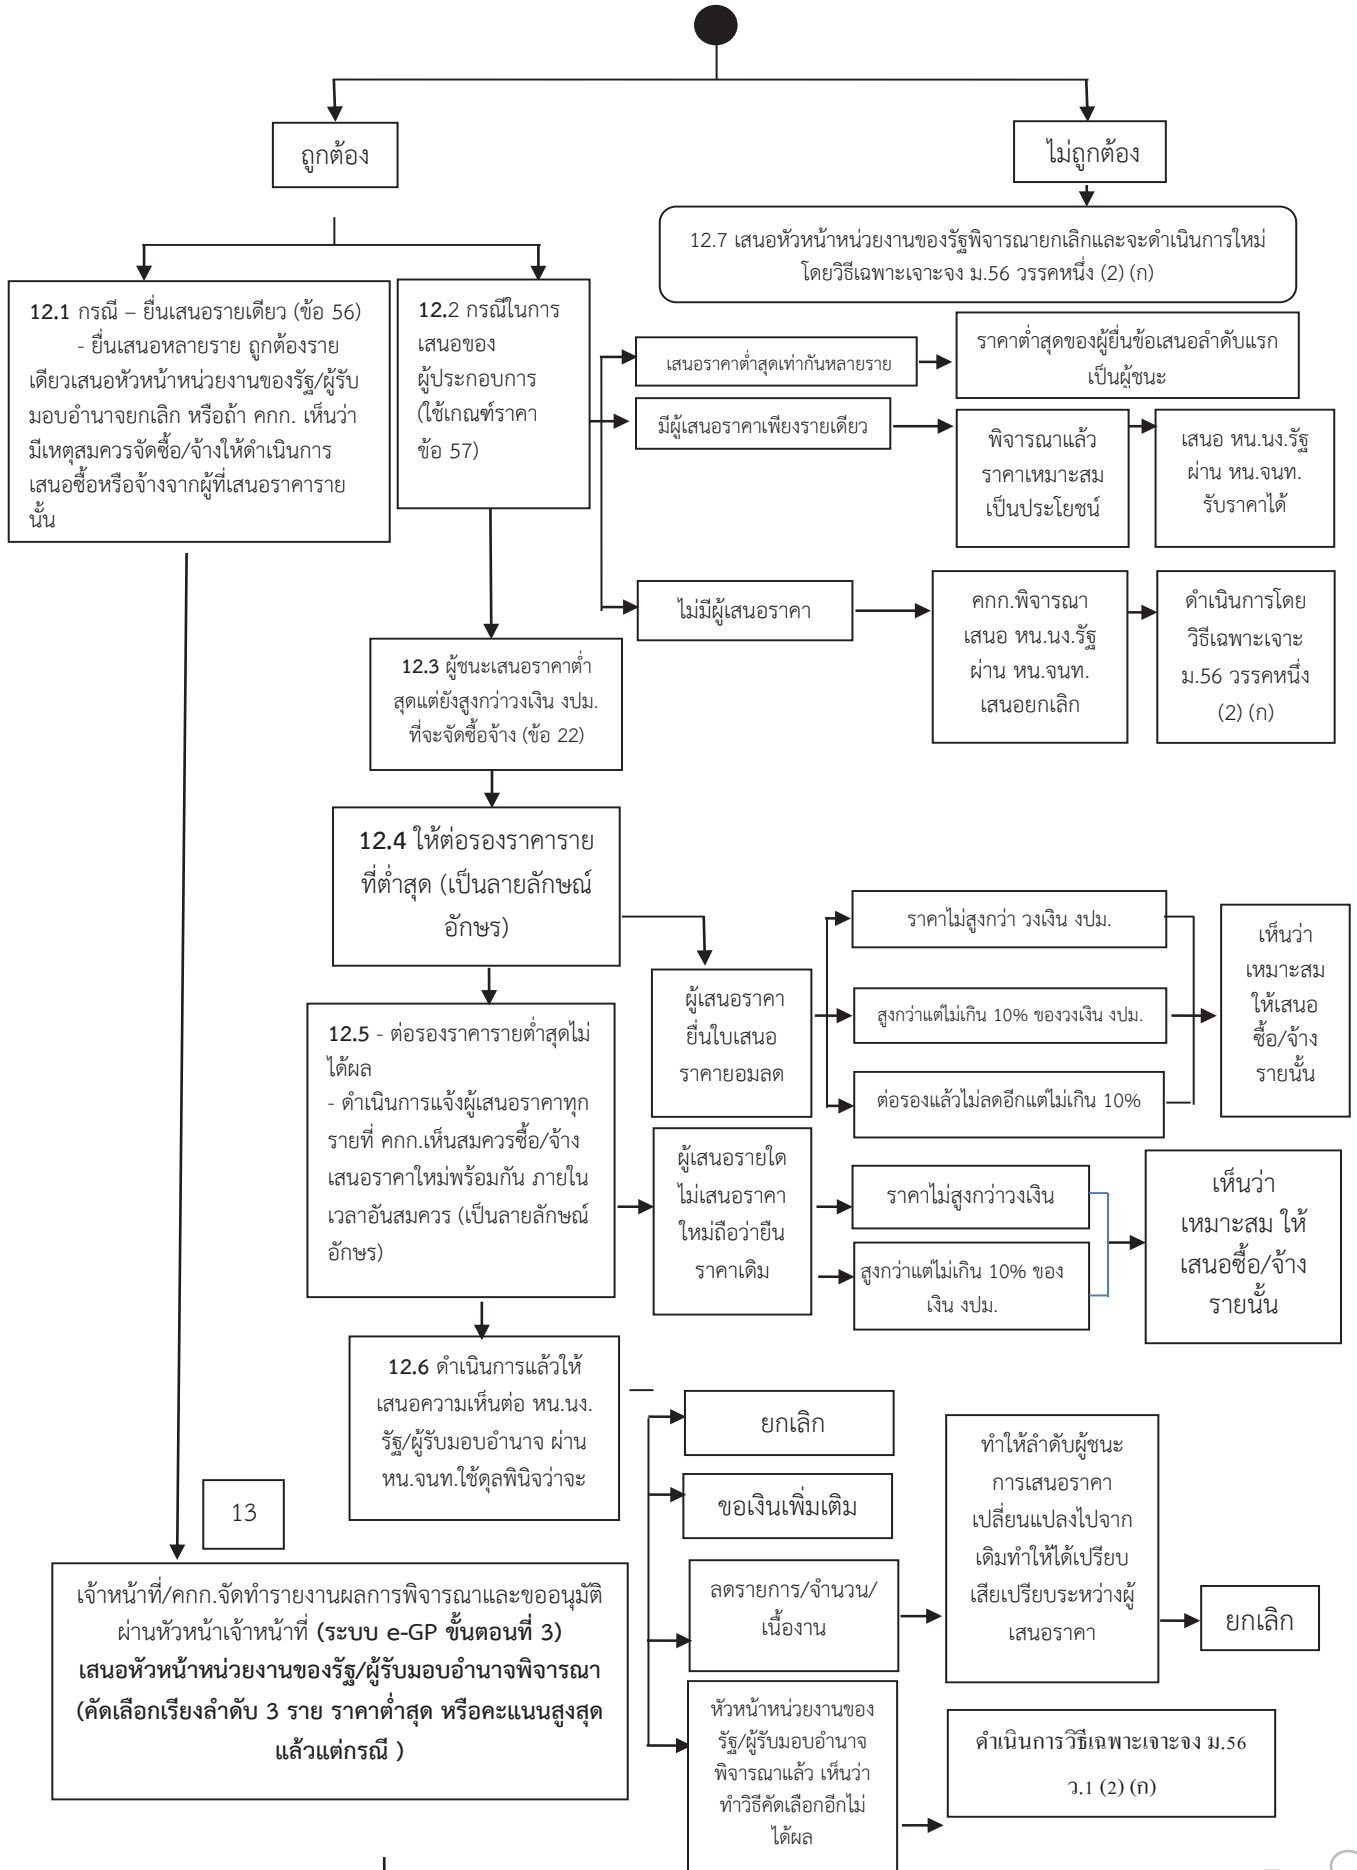 ถูกต้อง
ไม่ถูกต้อง
12.7 เสนอหัวหน้าหน่วยงานของรัฐพิจารณายกเลิกและจะดำเนินการใหม่
โดยวิธีเฉพาะเจาะจง ม.56 วรรคหนึ่ง (2) (ก)
12.1 กรณี – ยื่นเสนอรายเดียว (ข้อ 56)
- ยื่นเสนอหลายราย ถูกต้องราย
เดียวเสนอหัวหน้าหน่วยงานของรัฐ/ผู้รับ
มอบอำนาจยกเลิก หรือถ้า คกก. เห็นว่า
มีเหตุสมควรจัดซื้อ/จ้างให้ดำเนินการ
เสนอซื้อหรือจ้างจากผู้ที่เสนอราคาราย
นั้น
12.2 กรณีในการ
เสนอของ
ผู้ประกอบการ
(ใช้เกณฑ์ราคา
ข้อ 57)
เสนอราคาต่ำสุดเท่ากันหลายราย
ราคาต่ำสุดของผู้ยื่นข้อเสนอลำดับแรก
เป็นผู้ชนะ
มีผู้เสนอราคาเพียงรายเดียว
พิจารณาแล้ว
ราคาเหมาะสม
เป็นประโยชน์
เสนอ หน.นง.รัฐ
ผ่าน หน.จนท.
รับราคาได้
ไม่มีผู้เสนอราคา
คกก.พิจารณา
เสนอ หน.นง.รัฐ
ผ่าน หน.จนท.
เสนอยกเลิก
ดำเนินการโดย
วิธีเฉพาะเจาะ
ม.56 วรรคหนึ่ง
(2) (ก)
12.3 ผู้ชนะเสนอราคาต่ำ
สุดแต่ยังสูงกว่าวงเงิน งปม.
ที่จะจัดซื้อจ้าง (ข้อ 22)
12.4 ให้ต่อรองราคาราย
ที่ต่ำสุด (เป็นลายลักษณ์
อักษร)
ผู้เสนอราคา
ยื่นใบเสนอ
ราคายอมลด
ราคาไม่สูงกว่า วงเงิน งปม.
สูงกว่าแต่ไม่เกิน 10% ของวงเงิน งปม.
ต่อรองแล้วไม่ลดอีกแต่ไม่เกิน 10%
เห็นว่า
เหมาะสม
ให้เสนอ
ซื้อ/จ้าง
รายนั้น
12.5 - ต่อรองราคารายต่ำสุดไม่
ได้ผล
- ดำเนินการแจ้งผู้เสนอราคาทุก
รายที่ คกก.เห็นสมควรซื้อ/จ้าง
เสนอราคาใหม่พร้อมกัน ภายใน
เวลาอันสมควร (เป็นลายลักษณ์
อักษร)
ผู้เสนอรายใด
ไม่เสนอราคา
ใหม่ถือว่ายืน
ราคาเดิม
ราคาไม่สูงกว่าวงเงิน
สูงกว่าแต่ไม่เกิน 10% ของ
เงิน งปม.
เห็นว่า
เหมาะสม ให้
เสนอซื้อ/จ้าง
รายนั้น
12.6 ดำเนินการแล้วให้
เสนอความเห็นต่อ หน.นง.
รัฐ/ผู้รับมอบอำนาจ ผ่าน
หน.จนท.ใช้ดุลพินิจว่าจะ
ยกเลิก
ขอเงินเพิ่มเติม
ลดรายการ/จำนวน/
เนื้องาน
ทำให้ลำดับผู้ชนะ
การเสนอราคา
เปลี่ยนแปลงไปจาก
เดิมทำให้ได้เปรียบ
เสียเปรียบระหว่างผู้
เสนอราคา
ยกเลิก
หัวหน้าหน่วยงานของ
รัฐ/ผู้รับมอบอำนาจ
พิจารณาแล้ว เห็นว่า
ทำวิธีคัดเลือกอีกไม่
ได้ผล
ดำเนินการวิธีเฉพาะเจาะจง ม.56
ว.1 (2) (ก)
13
เจ้าหน้าที่/คกก.จัดทำรายงานผลการพิจารณาและขออนุมัติ
ผ่านหัวหน้าเจ้าหน้าที่ (ระบบ e-GP ขั้นตอนที่ 3)
เสนอหัวหน้าหน่วยงานของรัฐ/ผู้รับมอบอำนาจพิจารณา
(คัดเลือกเรียงลำดับ 3 ราย ราคาต่ำสุด หรือคะแนนสูงสุด
แล้วแต่กรณี )